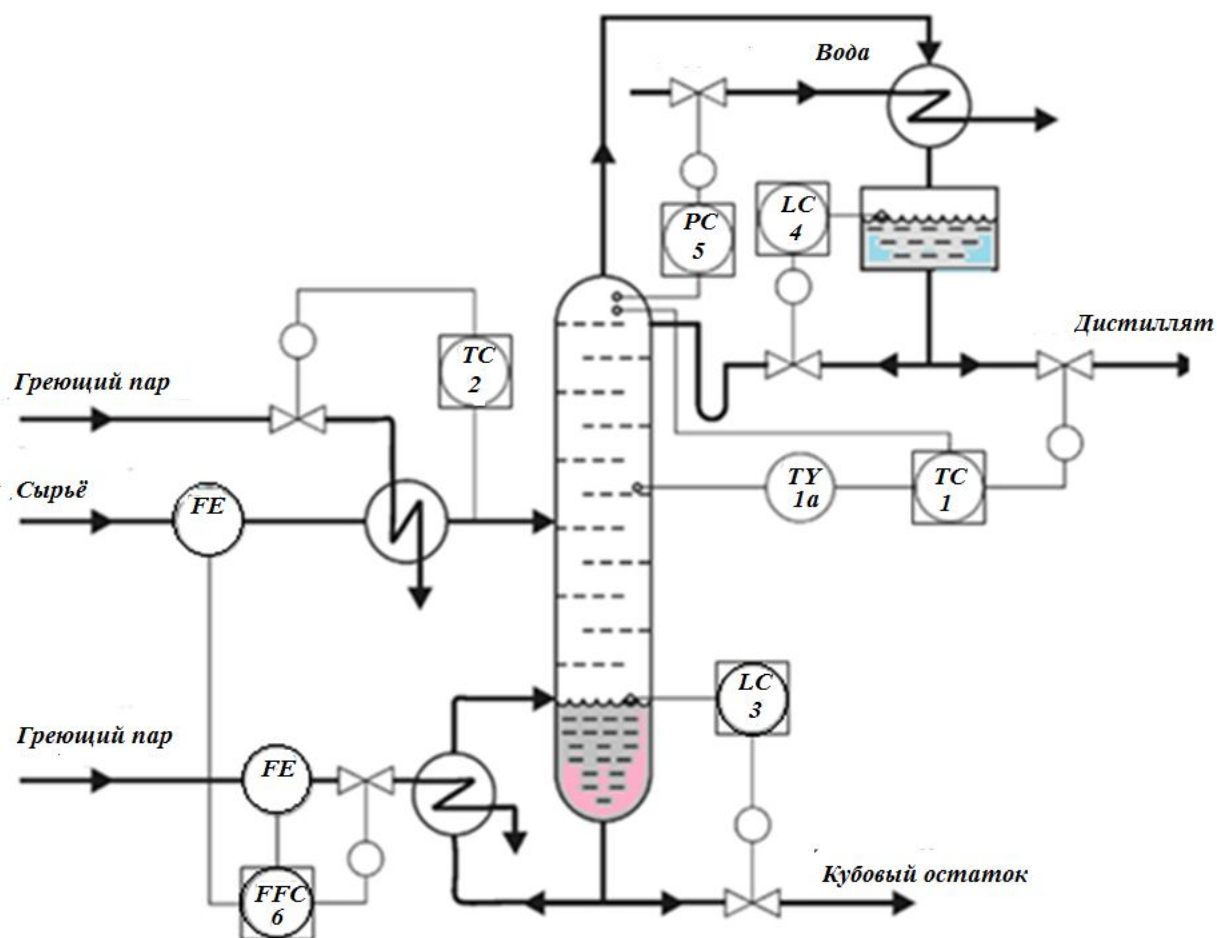 Вода
LC
4
PC
5
Дистиллят
TC
2
Греющий пар
Сырьё
FE
TY
1a
TC
1
LC
3
Греющий пар
FE
Кубовый остаток
FFC
6